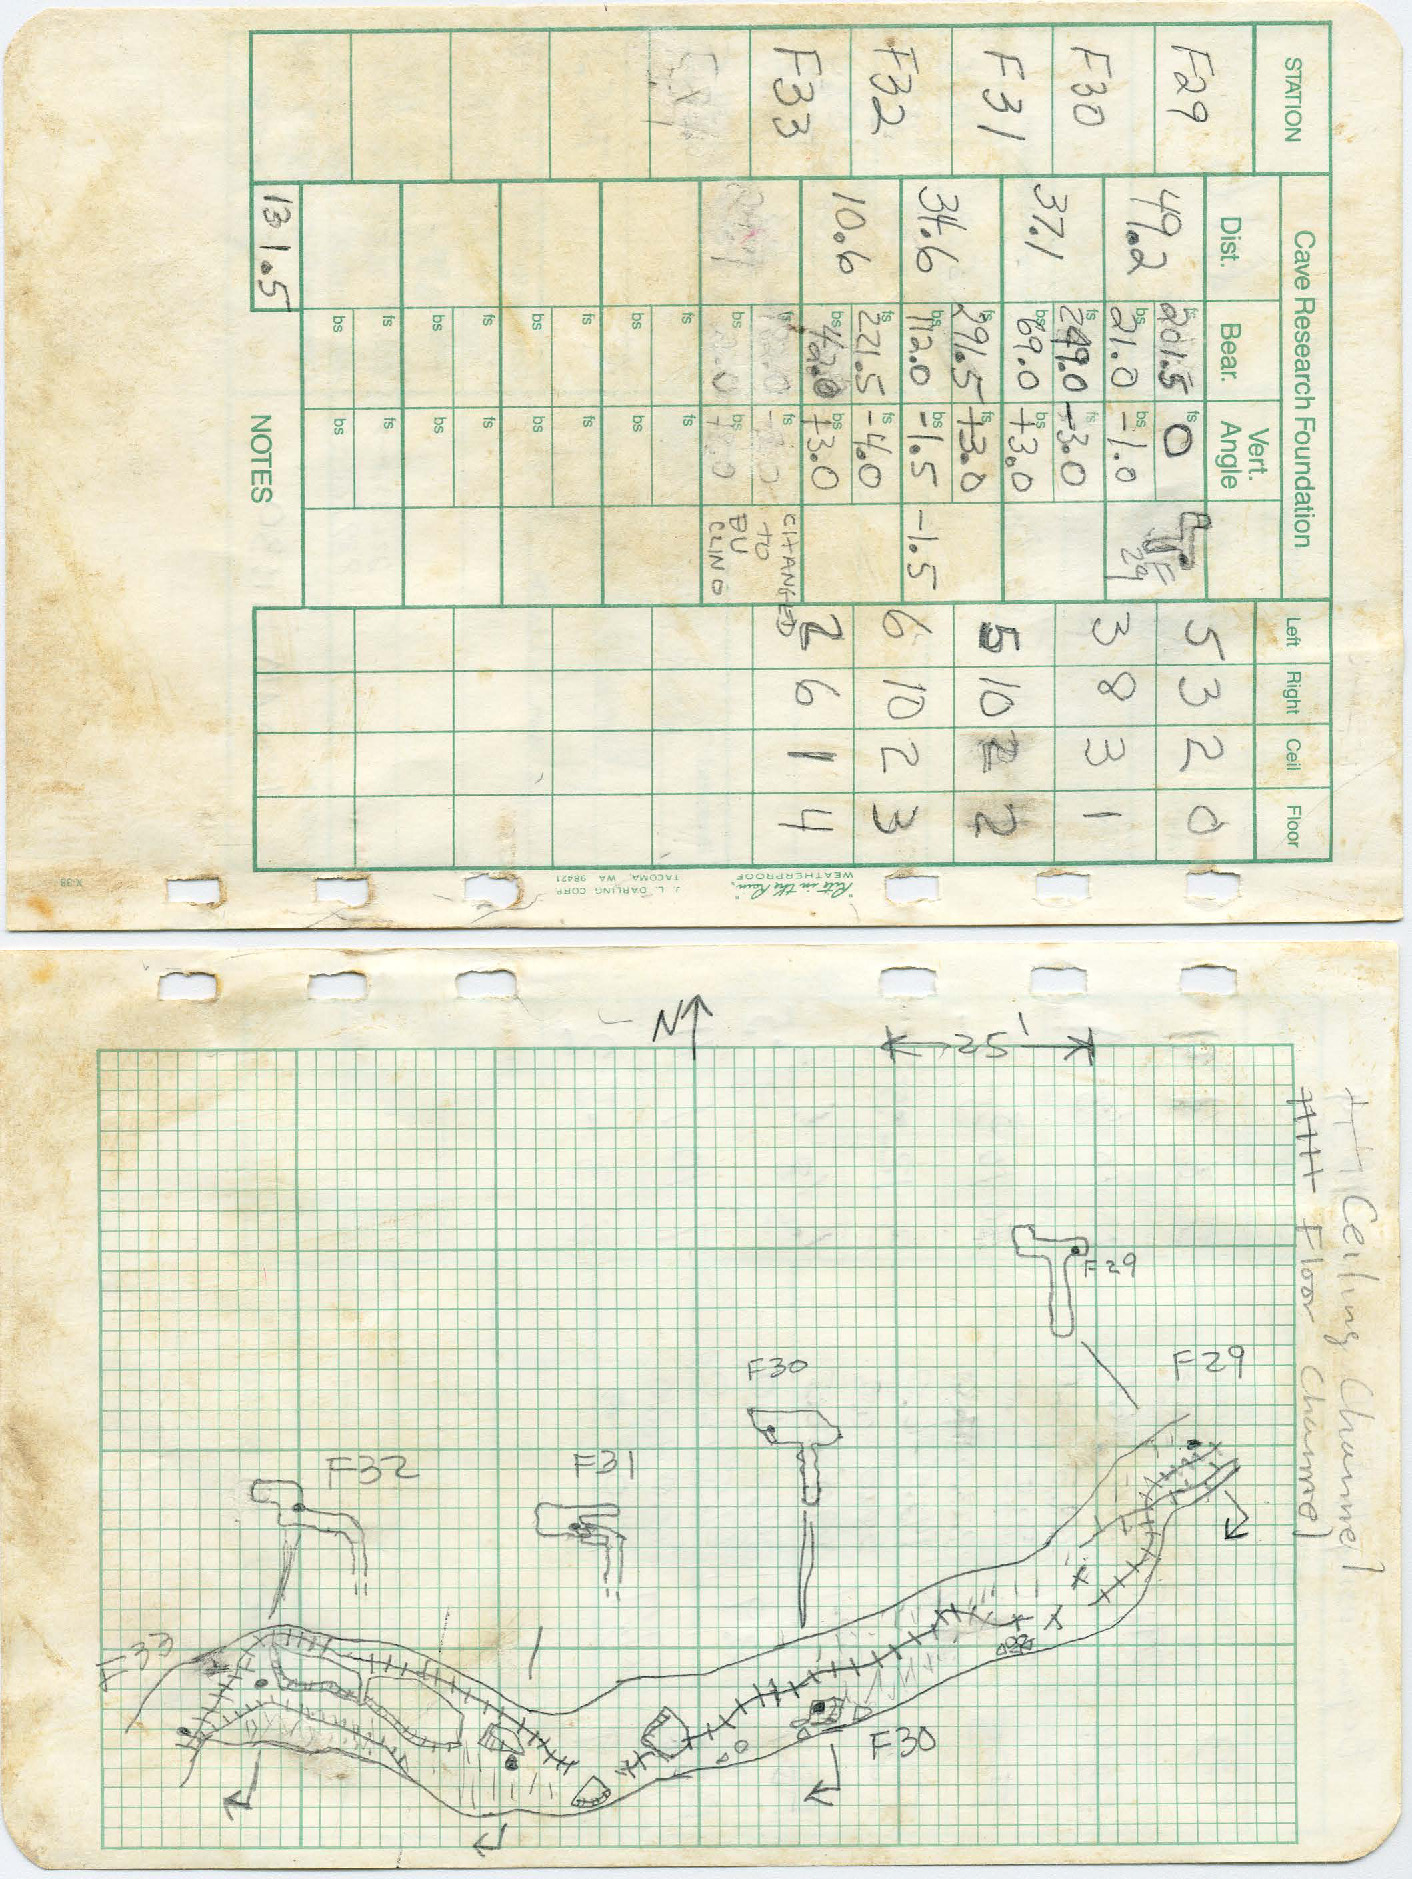 STATION
Cave Research Foundation
Left Right Ceil Floor
Dist. Bear. Vert. Angle
F29
49.2
fs 201.5 fs 0
bs 21.0 bs -1.0
F 29
5 3 2 0
F30
37.1
fs 249.0 fs -3.0
bs 69.0 bs +3.0
3 8 3 1
F31
34.6
fs 291.5 fs +3.0
bs 112.0 bs -1.5 -1.5
5 10 2 2
F32
10.6
fs 221.5 fs -4.0
bs 42.0 bs +3.0
6 10 2 3
F33
2 6 1 4
fs fs
bs bs
CHANGED
TO
BU
CLINO
fs fs
bs bs
fs fs
bs bs
fs fs
bs bs
fs fs
bs bs
131.5
NOTES
"Rite in the Rain"
WEATHERPROOF
J. L. DARLING CORP.
TACOMA, WA 98421
Ceiling Channel
Floor Channel
F29
F29
25'
F30
F30
N
F31
F32
F33